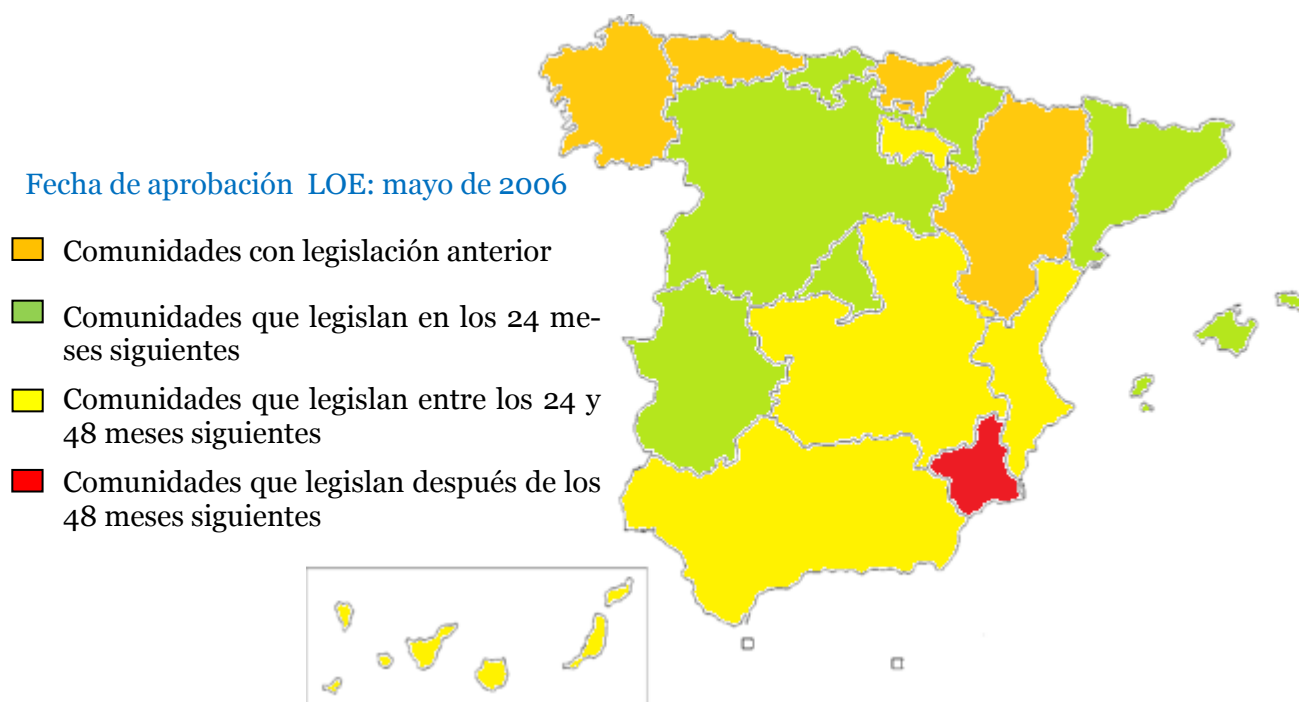 Fecha de aprobación LOE: mayo de 2006
Comunidades con legislación anterior
Comunidades que legislan en los 24 me-
ses siguientes
Comunidades que legislan entre los 24 y
48 meses siguientes
Comunidades que legislan después de los
48 meses siguientes